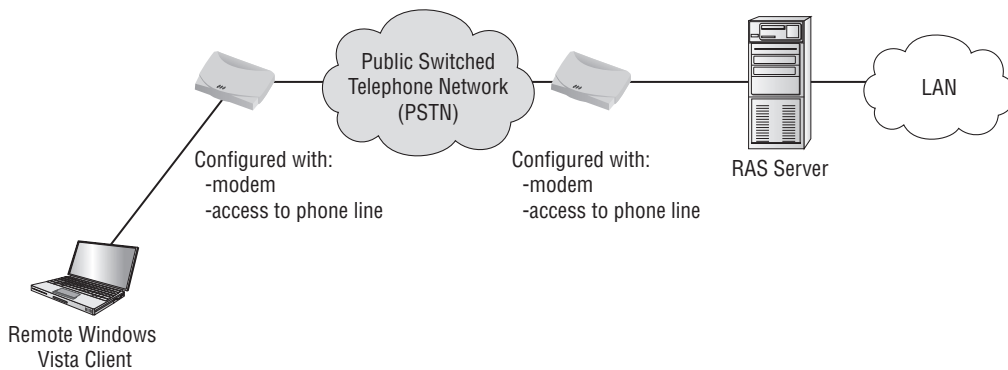 Public Switched
Telephone Network
(PSTN)
LAN
Configured with:
-modem
-access to phone line
Configured with:
-modem
-access to phone line
RAS Server
Remote Windows
Vista Client